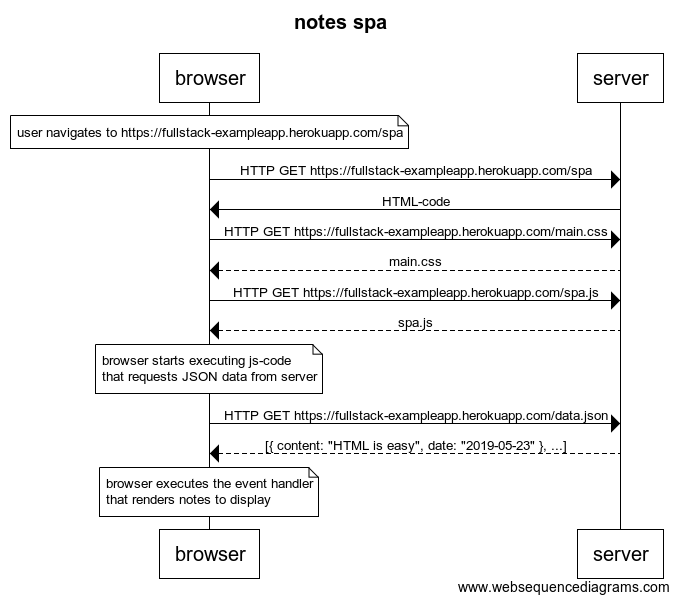 notes spa
browser
server
user navigates to https://fullstack-exampleapp.herokuapp.com/spa
HTTP GET https://fullstack-exampleapp.herokuapp.com/spa
HTML-code
HTTP GET https://fullstack-exampleapp.herokuapp.com/main.css
main.css
HTTP GET https://fullstack-exampleapp.herokuapp.com/spa.js
spa.js
browser starts executing js-code
that requests JSON data from server
HTTP GET https://fullstack-exampleapp.herokuapp.com/data.json
[{ content: "HTML is easy", date: "2019-05-23" }, ...]
browser executes the event handler
that renders notes to display
browser
server
www.websequencediagrams.com